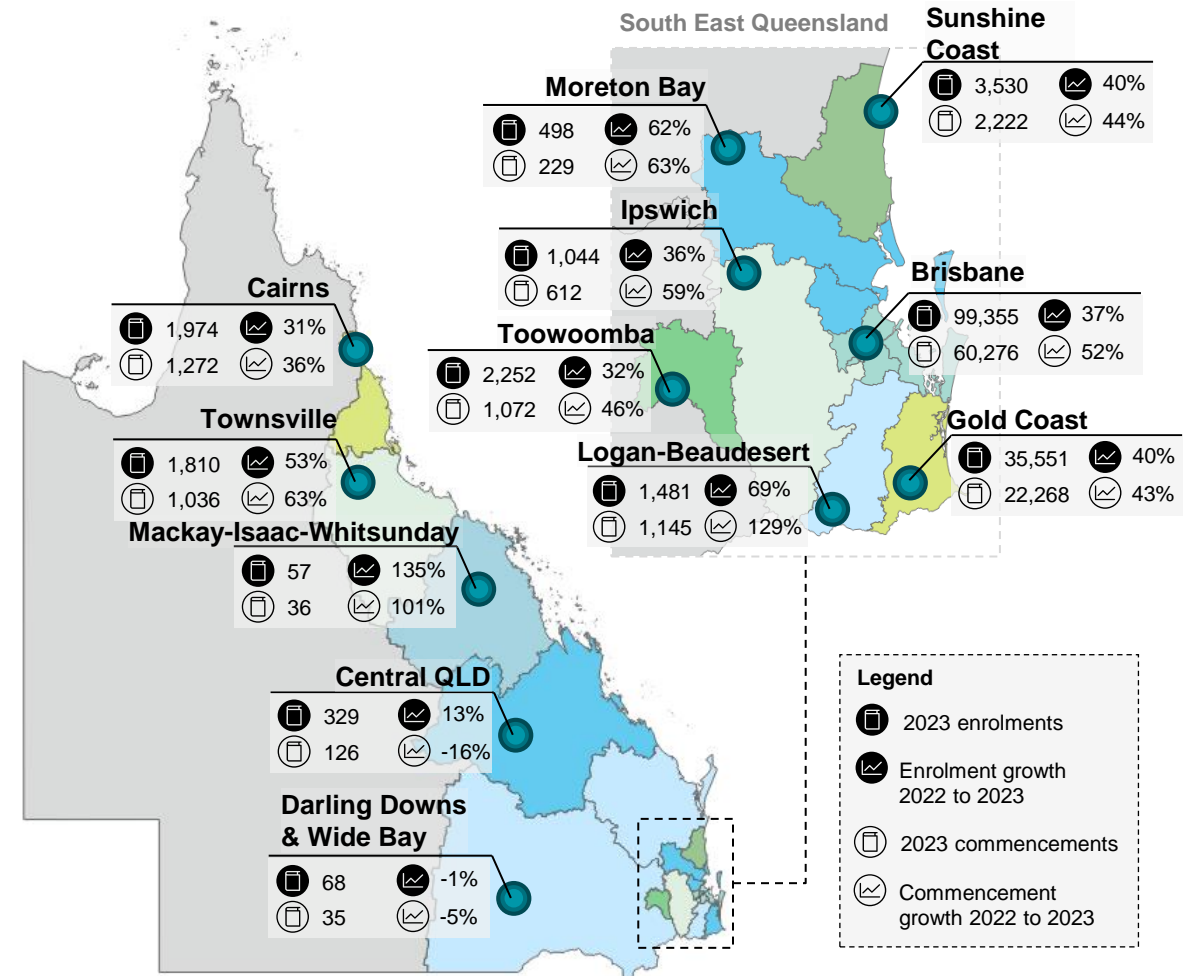 South East Queensland
Sunshine
Coast
3,530 40%
2,222 44%
Moreton Bay
498 62%
229 63%
Ipswich
1,044 36%
612 59%
Brisbane
99,355 37%
60,276 52%
Cairns
1,974 31%
1,272 36%
Toowoomba
2,252 32%
1,072 46%
Townsville
1,810 53%
1,036 63%
Gold Coast
35,551 40%
22,268 43%
Logan-Beaudesert
1,481 69%
1,145 129%
Mackay-Isaac-Whitsunday
57 135%
36 101%
Central QLD
329 13%
126 -16%
Darling Downs
& Wide Bay
68 -1%
35 -5%
Legend
2023 enrolments
Enrolment growth
2022 to 2023
2023 commencements
Commencement
growth 2022 to 2023